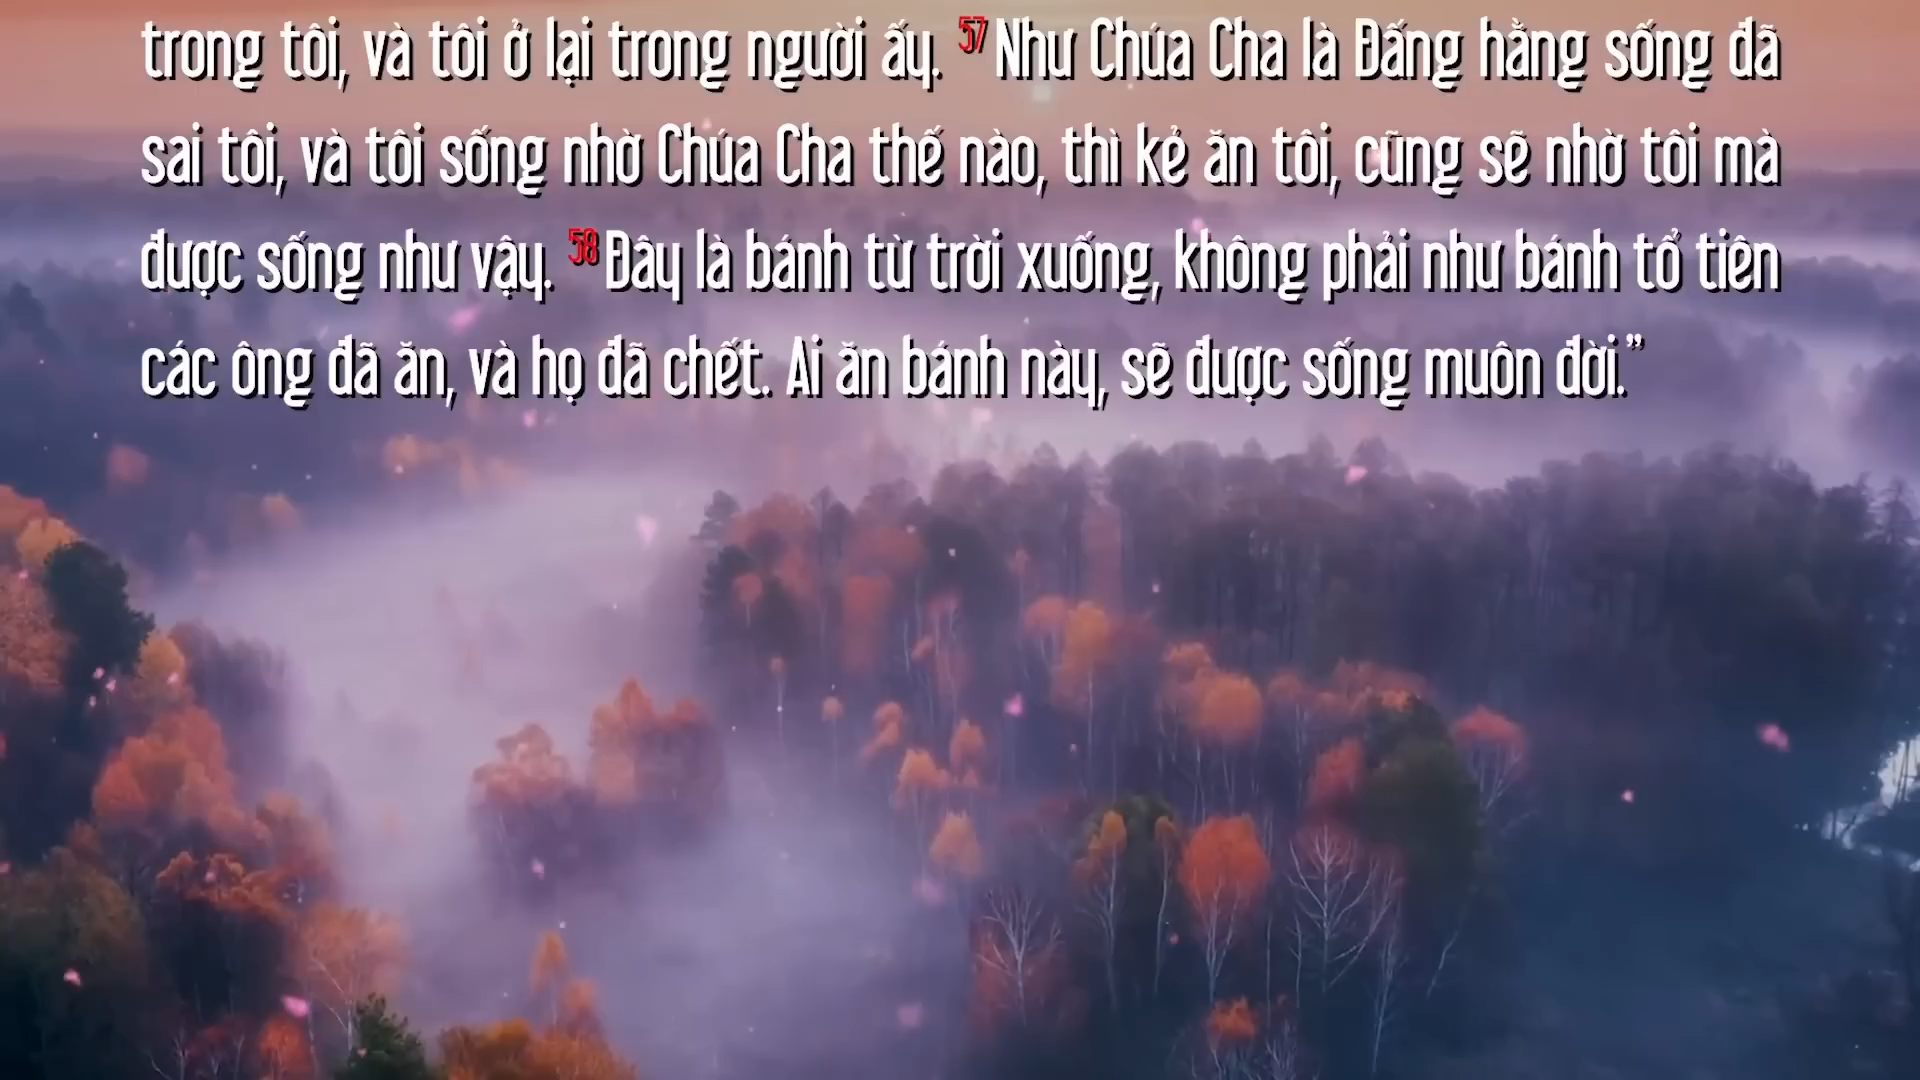 trong tôi, và tôi ở lại trong người ấy. 57 Như Chúa Cha là Đấng hằng sống đã
sai tôi, và tôi sống nhờ Chúa Cha thế nào, thì kẻ ăn tôi, cũng sẽ nhờ tôi mà
được sống như vậy. 58 Đây là bánh từ trời xuống, không phải như bánh tổ tiên
các ông đã ăn, và họ đã chết. Ai ăn bánh này, sẽ được sống muôn đời.”